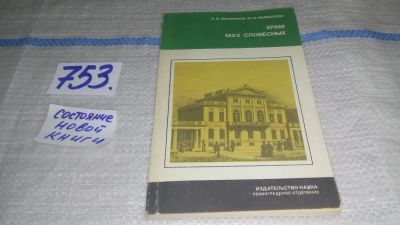 ХРАМ
МУЗ СЛОВЕСНЫХ
ИЗДАТЕЛЬСТВО·НАУКА·
ЛЕНИНГРАДСКОЕ ОТДЕЛЕНИЕ
753.
СОСТОЯНИЕ
НОВОЙ
КНИГИ